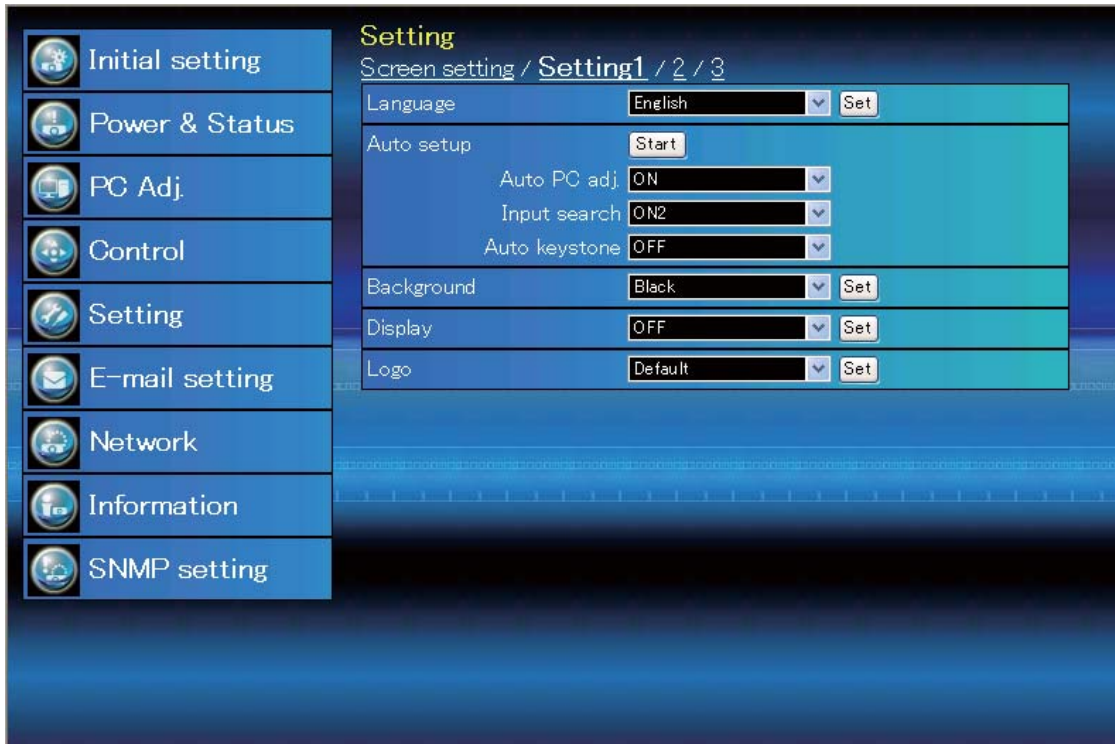 Initial setting
Power & Status
PC Adj.
Control
Setting
E-mail setting
Network
Information
SNMP setting
Setting
Screen setting / Setting1 / 2 / 3
Language English Set
Auto setup Start
Auto PC adj. ON
Input search ON2
Auto keystone OFF
Background Black Set
Display OFF Set
Logo Default Set